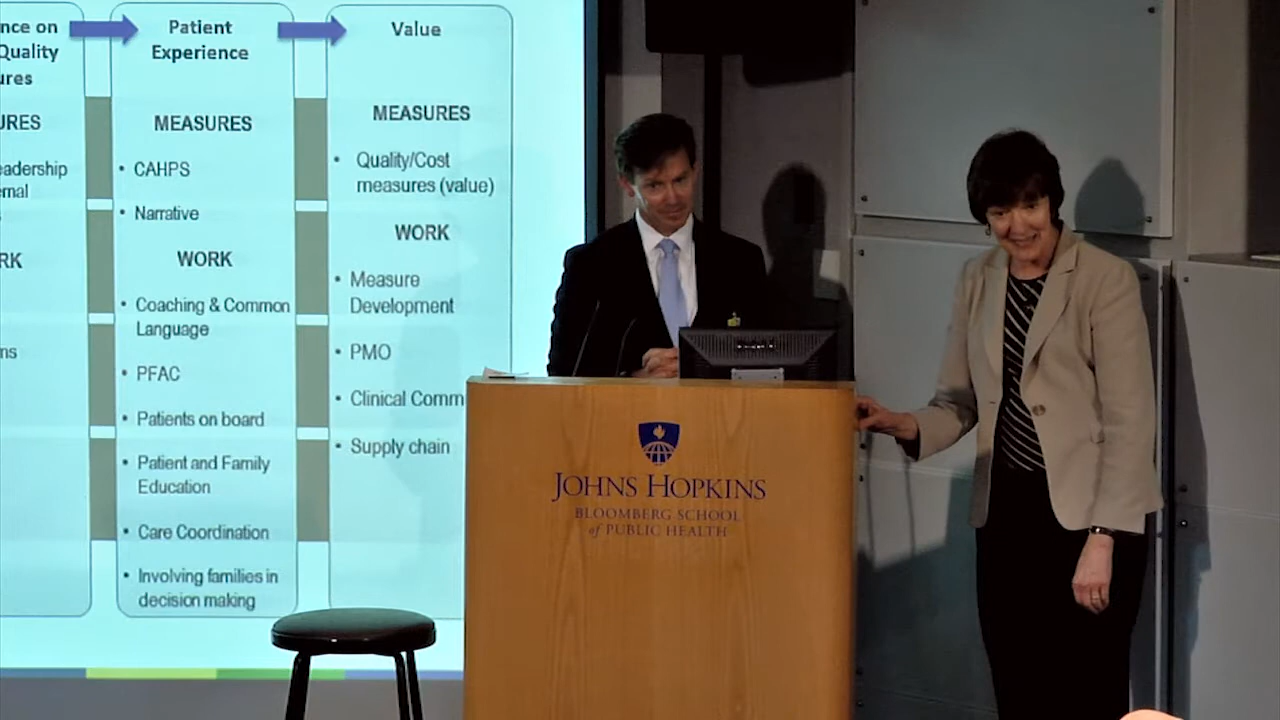 nce on
Quality
ures
URES
eadership
rnal
s
RK
ns
Patient
Experience
MEASURES
• CAHPS
• Narrative
WORK
• Coaching & Common
Language
• PFAC
• Patients on board
• Patient and Family
Education
• Care Coordination
• Involving families in
decision making
Value
MEASURES
• Quality/Cost
measures (value)
WORK
• Measure
Development
• PMO
• Clinical Comm
• Supply chain
JOHNS HOPKINS
BLOOMBERG SCHOOL
of PUBLIC HEALTH